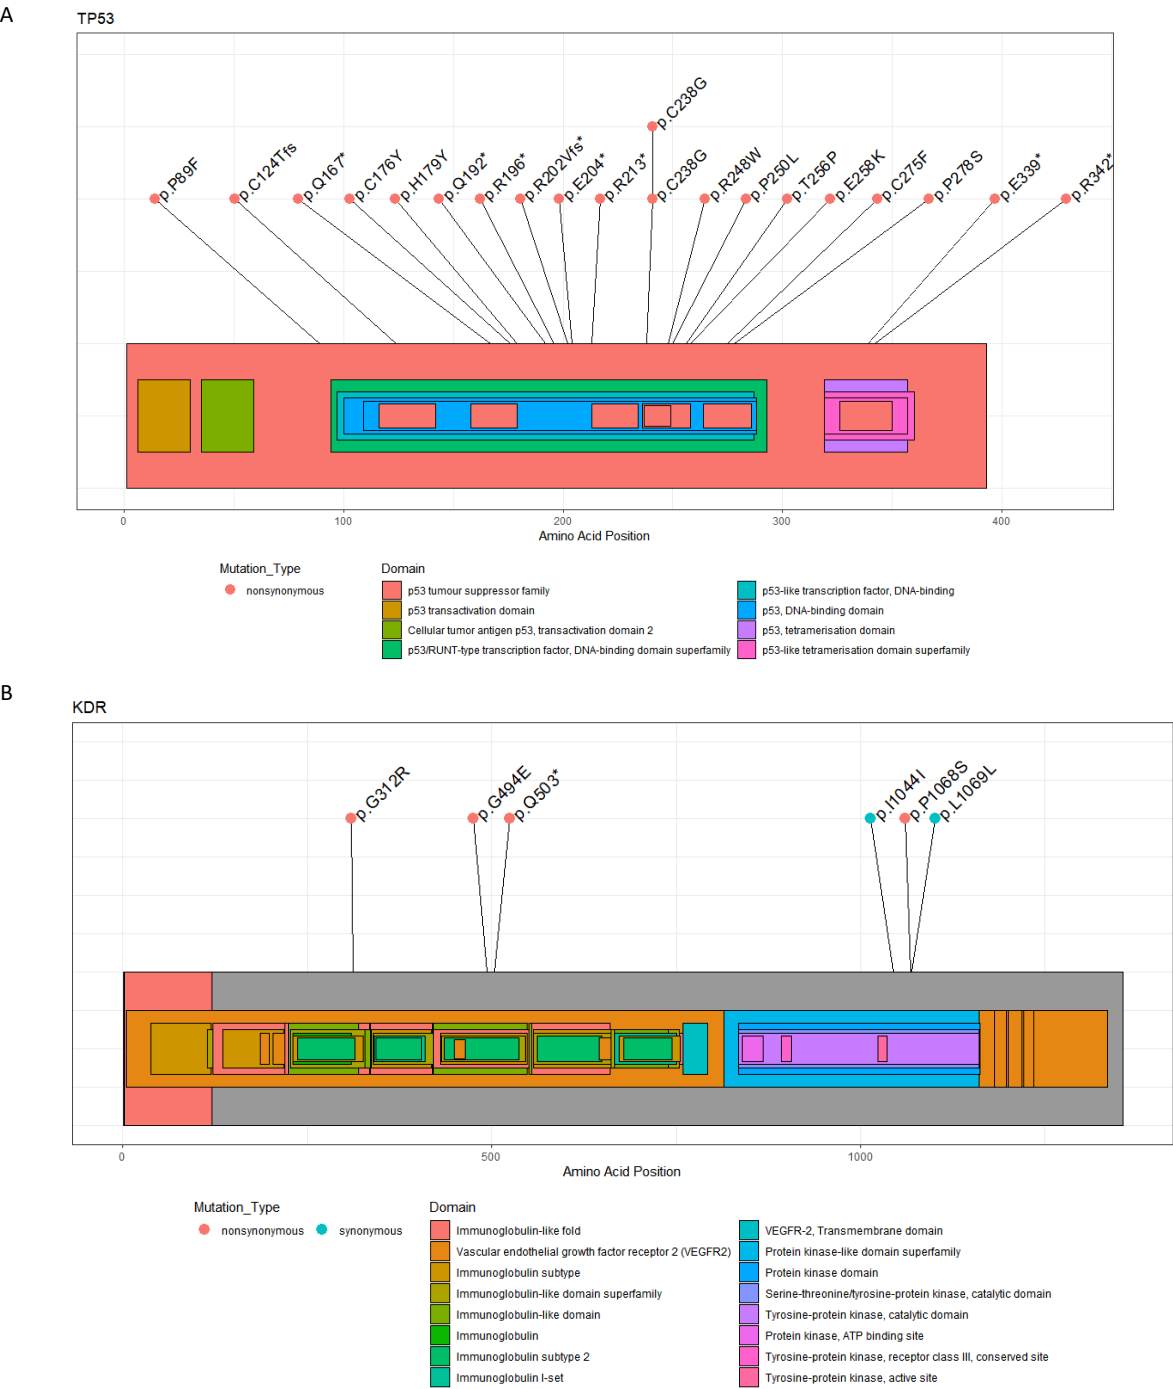 A
TP53
p.P89F
p.C124Tfs
p.Q167*
p.C176Y
p.H179Y
p.Q192*
p.R196*
p.R202Vfs*
p.E204*
p.R213*
p.C238G
p.C238G
p.R248W
p.P250L
p.T256P
p.E258K
p.C275F
p.P278S
p.E339*
p.R342*
0 100 200 300 400
Amino Acid Position
Mutation_Type
nonsynonymous
Domain
p53 tumour suppressor family
p53 transactivation domain
Cellular tumor antigen p53, transactivation domain 2
p53/RUNT-type transcription factor, DNA-binding domain superfamily
p53-like transcription factor, DNA-binding
p53, DNA-binding domain
p53, tetramerisation domain
p53-like tetramerisation domain superfamily
B
KDR
p.G312R
p.G494E
p.Q503*
p.I1044I
p.P1068S
p.L1069L
0 500 1000
Amino Acid Position
Mutation_Type
nonsynonymous synonymous
Domain
Immunoglobulin-like fold
Vascular endothelial growth factor receptor 2 (VEGFR2)
Immunoglobulin subtype
Immunoglobulin-like domain superfamily
Immunoglobulin-like domain
Immunoglobulin
Immunoglobulin subtype 2
Immunoglobulin I-set
VEGFR-2, Transmembrane domain
Protein kinase-like domain superfamily
Protein kinase domain
Serine-threonine/tyrosine-protein kinase, catalytic domain
Tyrosine-protein kinase, catalytic domain
Protein kinase, ATP binding site
Tyrosine-protein kinase, receptor class III, conserved site
Tyrosine-protein kinase, active site